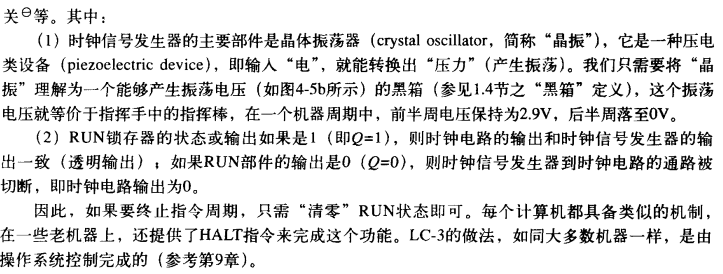 关⊖等。其中：
（1）时钟信号发生器的主要部件是晶体振荡器（crystal oscillator，简称“晶振”），它是一种压电
类设备（piezoelectric device），即输入“电”，就能转换出“压力”（产生振荡）。我们只需要将“晶
振”理解为一个能够产生振荡电压（如图4-5b所示）的黑箱（参见1.4节之“黑箱”定义），这个振荡
电压就等价于指挥手中的指挥棒，在一个机器周期中，前半周电压保持为2.9V，后半周落至0V。
（2）RUN锁存器的状态或输出如果是1（即Q=1），则时钟电路的输出和时钟信号发生器的输
出一致（透明输出）；如果RUN部件的输出是0（Q=0），则时钟信号发生器到时钟电路的通路被
切断，即时钟电路输出为0。
因此，如果要终止指令周期，只需“清零”RUN状态即可。每个计算机都具备类似的机制，
在一些老机器上，还提供了HALT指令来完成这个功能。LC-3的做法，如同大多数机器一样，是由
操作系统控制完成的（参考第9章）。